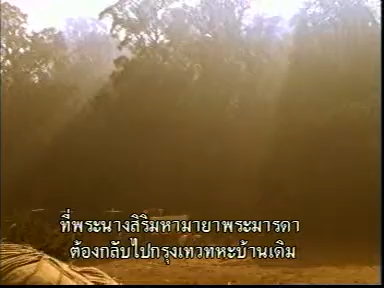 ที่พระนางสิริมหามายาพระมารดา
ต้องกลับไปกรุงเทวทหะบ้านเดิม